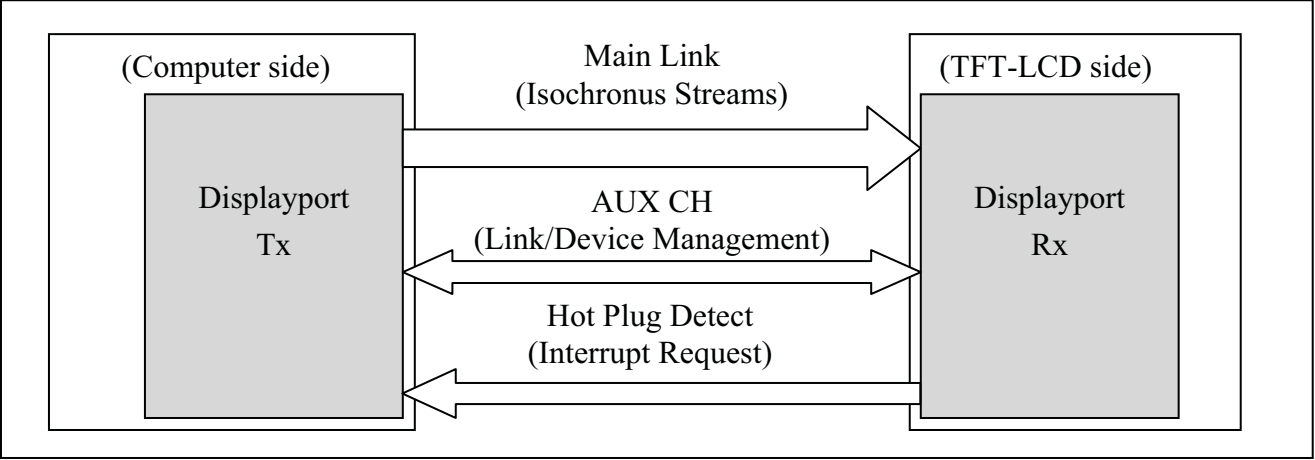 (Computer side)
Displayport
Tx
Main Link
(Isochronus Streams)
AUX CH
(Link/Device Management)
Hot Plug Detect
(Interrupt Request)
(TFT-LCD side)
Displayport
Rx